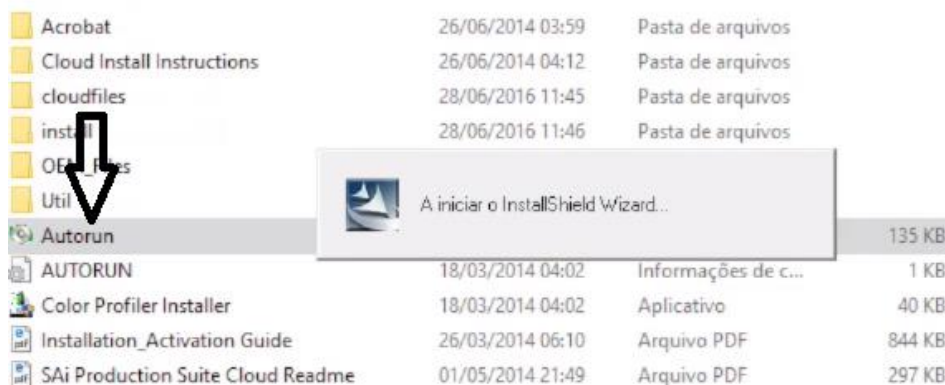 Acrobat 26/06/2014 03:59 Pasta de arquivos
Cloud Install Instructions 26/06/2014 04:12 Pasta de arquivos
cloudfiles 28/06/2016 11:45 Pasta de arquivos
install 28/06/2016 11:46 Pasta de arquivos
Util
A iniciar o InstallShield Wizard...
Autorun 135 KB
AUTORUN 18/03/2014 04:02 Informações de c... 1 KB
Color Profiler Installer 18/03/2014 04:02 Aplicativo 40 KB
Installation_Activation Guide 26/03/2014 06:10 Arquivo PDF 844 KB
SAi Production Suite Cloud Readme 01/05/2014 21:49 Arquivo PDF 297 KB